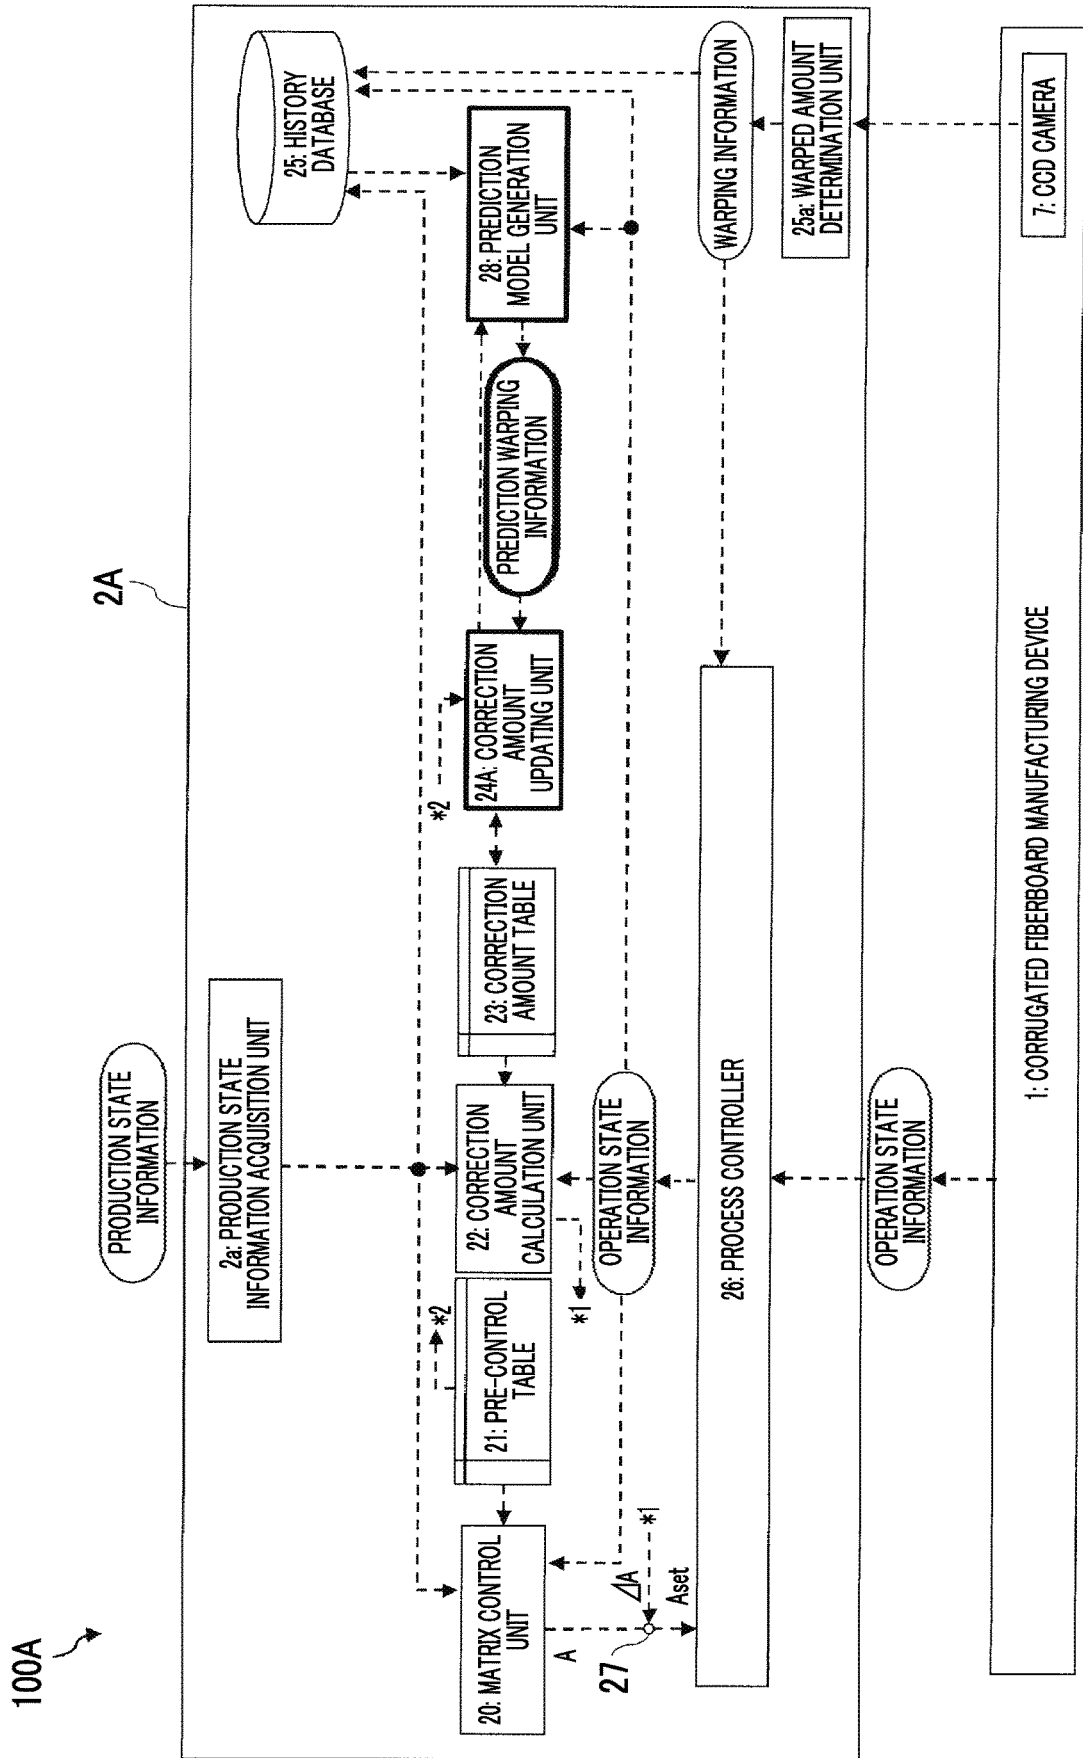 100A
2A
PRODUCTION STATE
INFORMATION
2a: PRODUCTION STATE
INFORMATION ACQUISITION UNIT
25: HISTORY
DATABASE
20: MATRIX CONTROL
UNIT
*2
21: PRE-CONTROL
TABLE
22: CORRECTION
AMOUNT
CALCULATION UNIT
23: CORRECTION
AMOUNT TABLE
*2
24A: CORRECTION
AMOUNT
UPDATING UNIT
PREDICTION WARPING
INFORMATION
28: PREDICTION
MODEL GENERATION
UNIT
A
27
⊿A
*1
Aset
*1
OPERATION STATE
INFORMATION
WARPING INFORMATION
26: PROCESS CONTROLLER
25a: WARPED AMOUNT
DETERMINATION UNIT
OPERATION STATE
INFORMATION
1: CORRUGATED FIBERBOARD MANUFACTURING DEVICE
7: CCD CAMERA